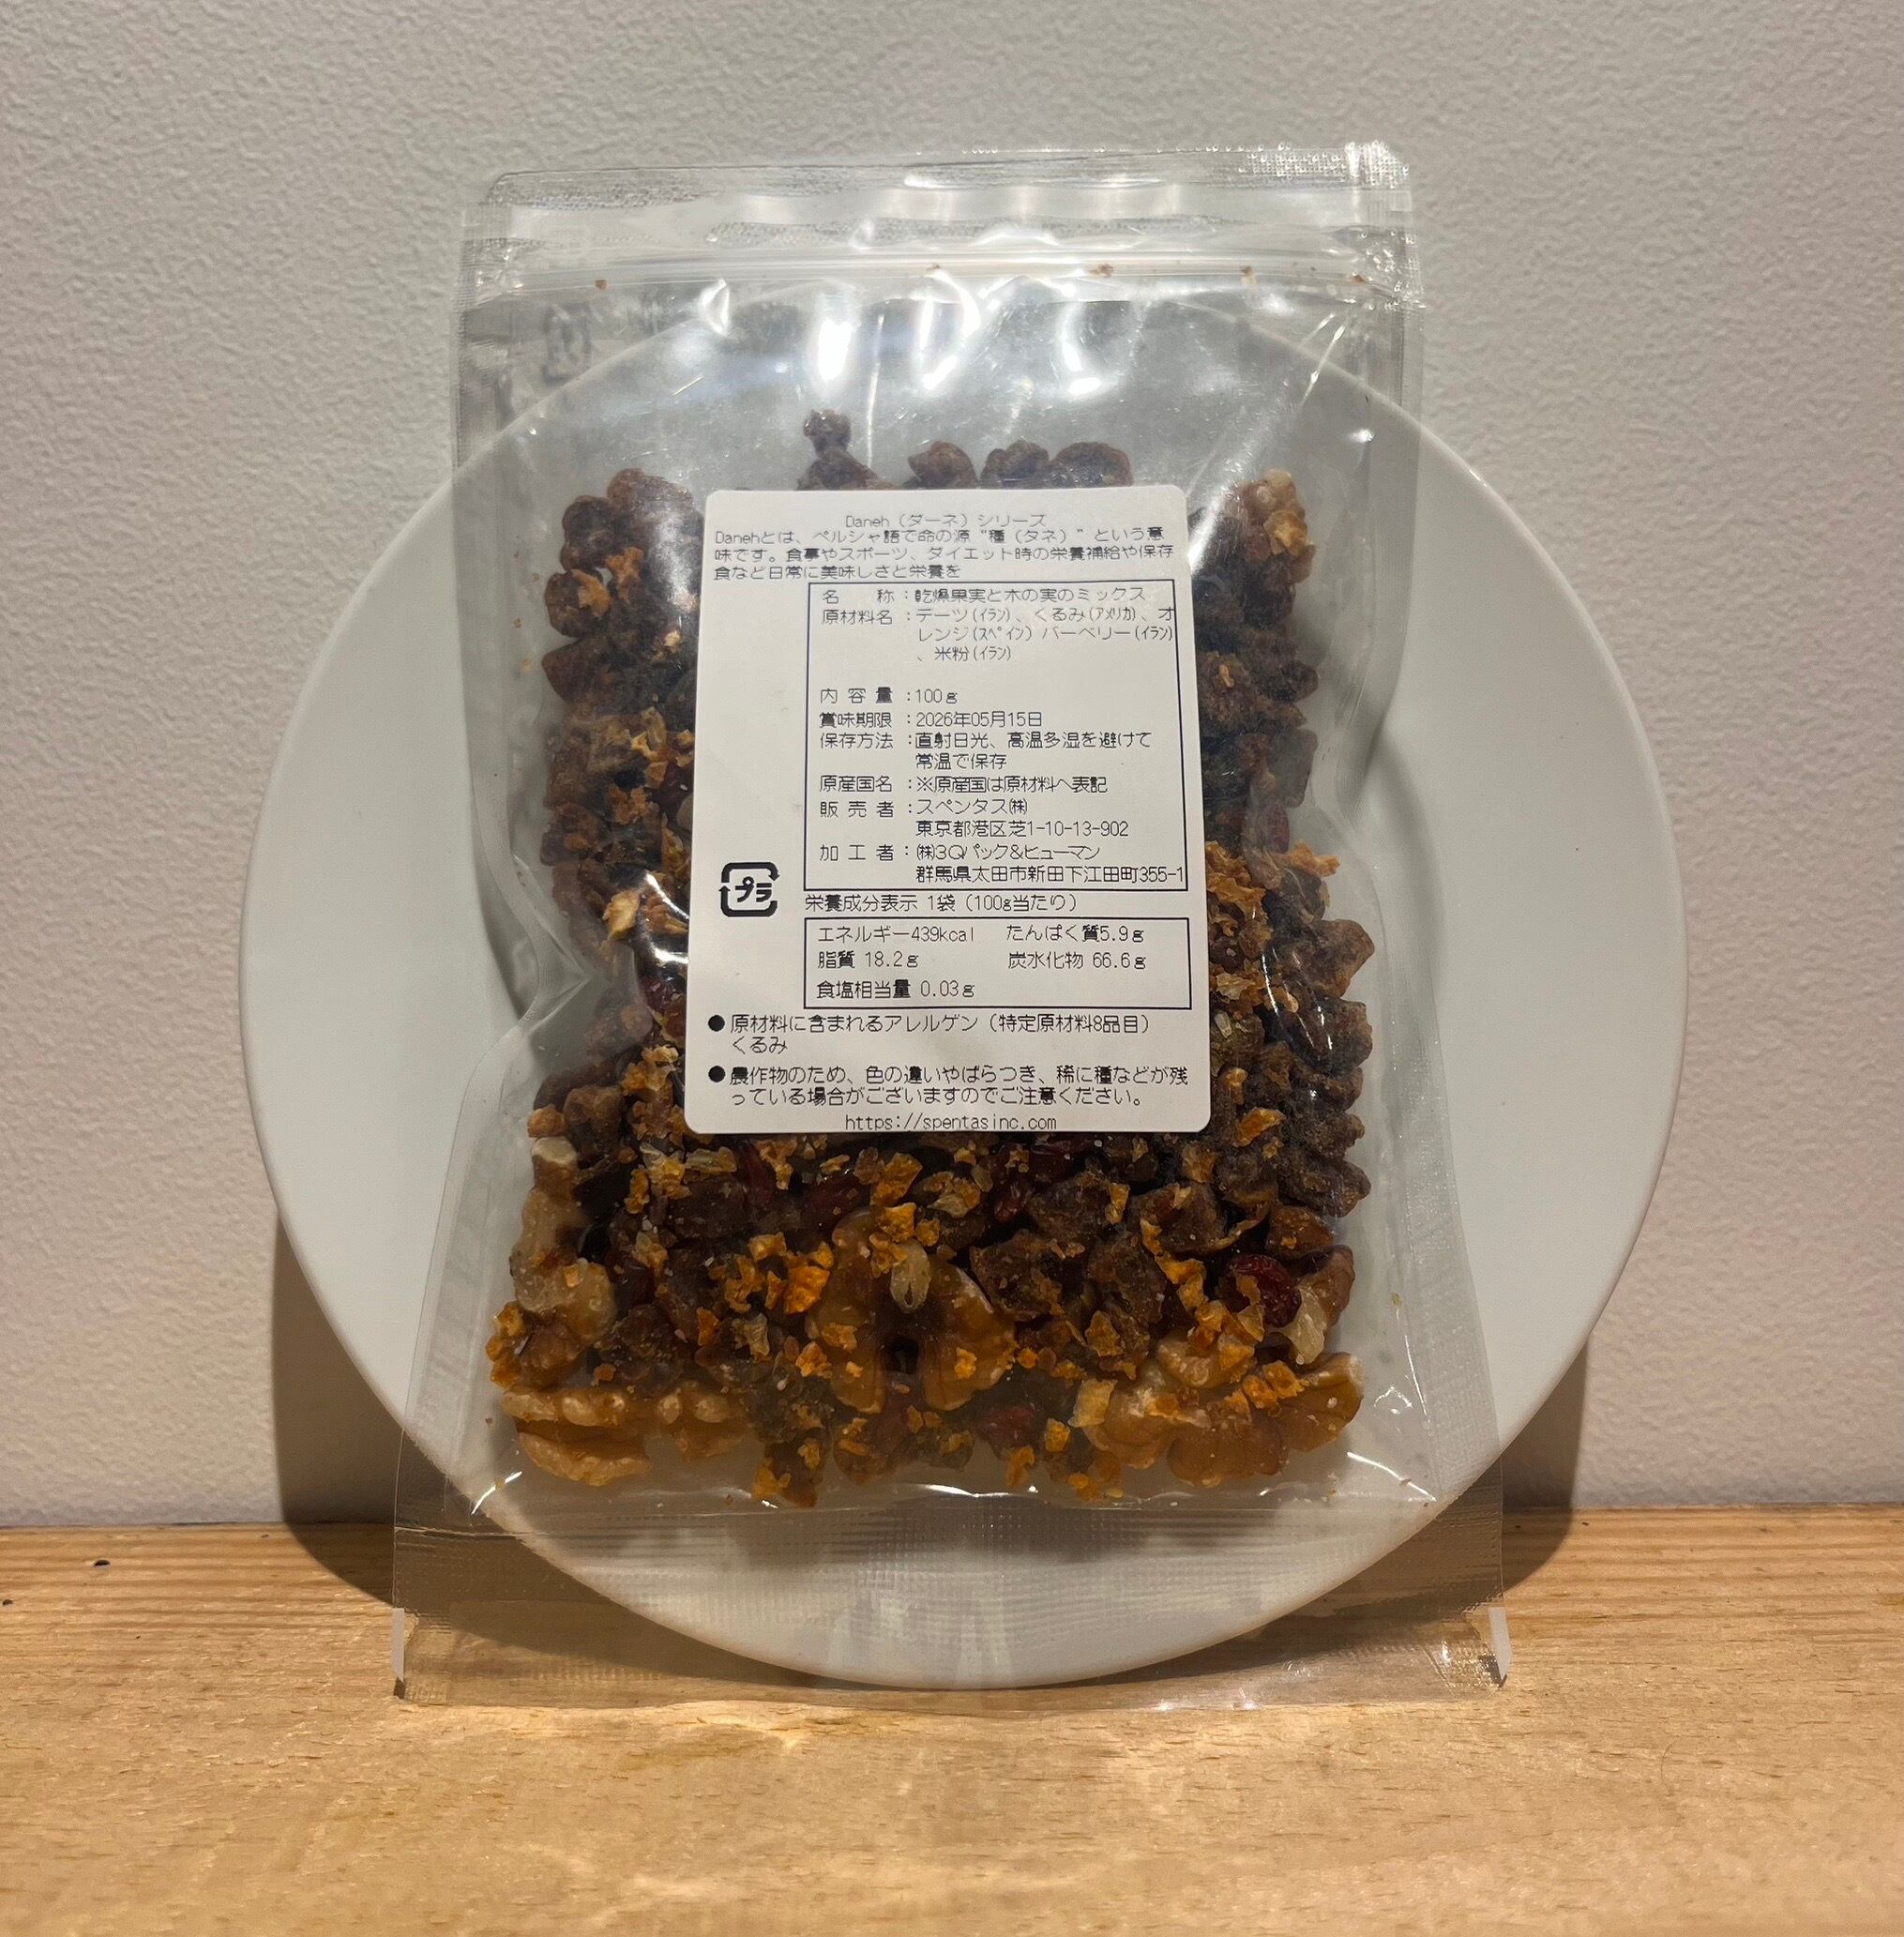 Daneh（ダーネ）シリーズ
Danehとは、ペルシャ語で命の源“種（タネ）”という意
味です。食事やスポーツ、ダイエット時の栄養補給や保存
食など日常に美味しさと栄養を
名　　称：乾燥果実と木の実のミックス
原材料名：デーツ(ｲﾗﾝ)、くるみ(ｱﾒﾘｶ)、オ
レンジ(ｽﾍﾟｲﾝ) バーベリー(ｲﾗﾝ)
、米粉(ｲﾗﾝ)
内 容 量：100g
賞味期限：2026年05月15日
保存方法：直射日光、高温多湿を避けて
常温で保存
原産国名：※原産国は原材料へ表記
販 売 者：スペンタス㈱
東京都港区芝1-10-13-902
加 工 者：㈱3Qパック&ヒューマン
群馬県太田市新田下江田町355-1
プラ
栄養成分表示 1袋（100g当たり）
エネルギー439kcal　たんぱく質5.9g
脂質 18.2g　炭水化物 66.6g
食塩相当量 0.03g
●原材料に含まれるアレルゲン（特定原材料8品目）
くるみ
●農作物のため、色の違いやばらつき、稀に種などが残
っている場合がございますのでご注意ください。
https://spentasinc.com